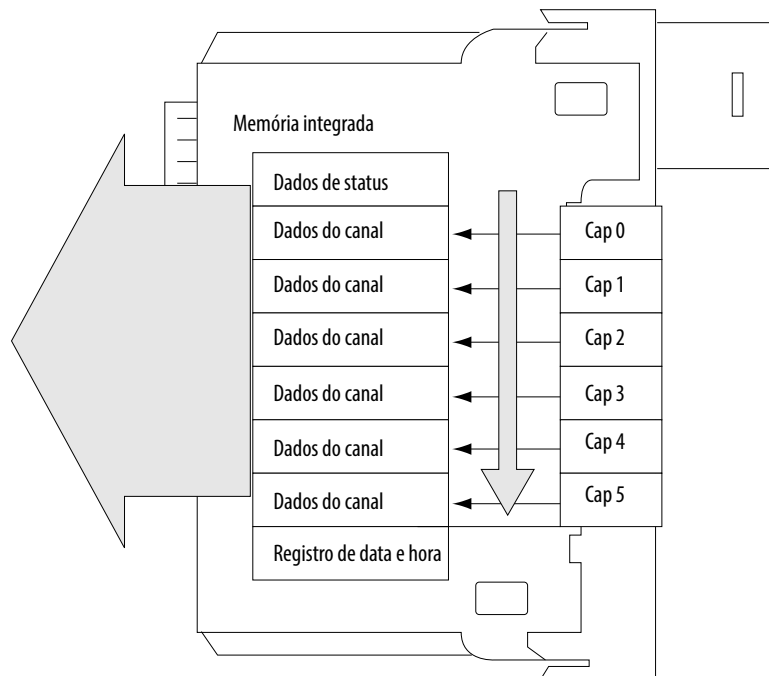 Memória integrada
Dados de status
Dados do canal
Cap 0
Dados do canal
Cap 1
Dados do canal
Cap 2
Dados do canal
Cap 3
Dados do canal
Cap 4
Dados do canal
Cap 5
Registro de data e hora